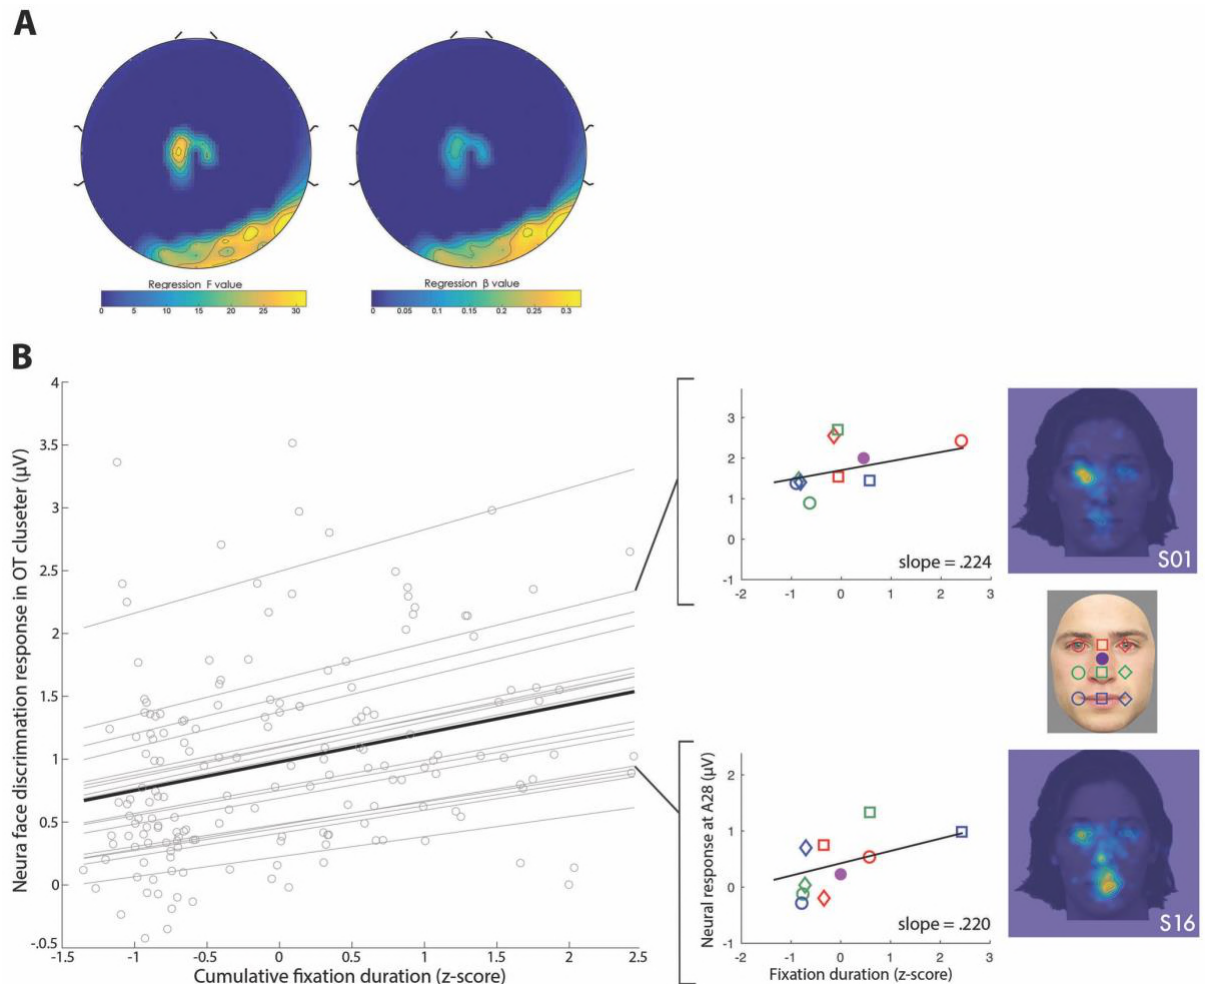 A
Regression F value
0 5 10 15 20 25 30
Regression β value
0 0.05 0.1 0.15 0.2 0.25 0.3
B
Neura face discrimnation response in OT cluseter (µV)
4
3.5
3
2.5
2
1.5
1
0.5
0
-.5
-1.5 -1 -0.5 0 0.5 1 1.5 2 2.5
Cumulative fixation duration (z-score)
3
2
1
0
-1
slope = .224
-2 -1 0 1 2 3
S01
Neural response at A28 (µV)
2
1
0
-1
slope = .220
-2 -1 0 1 2 3
Fixation duration (z-score)
S16